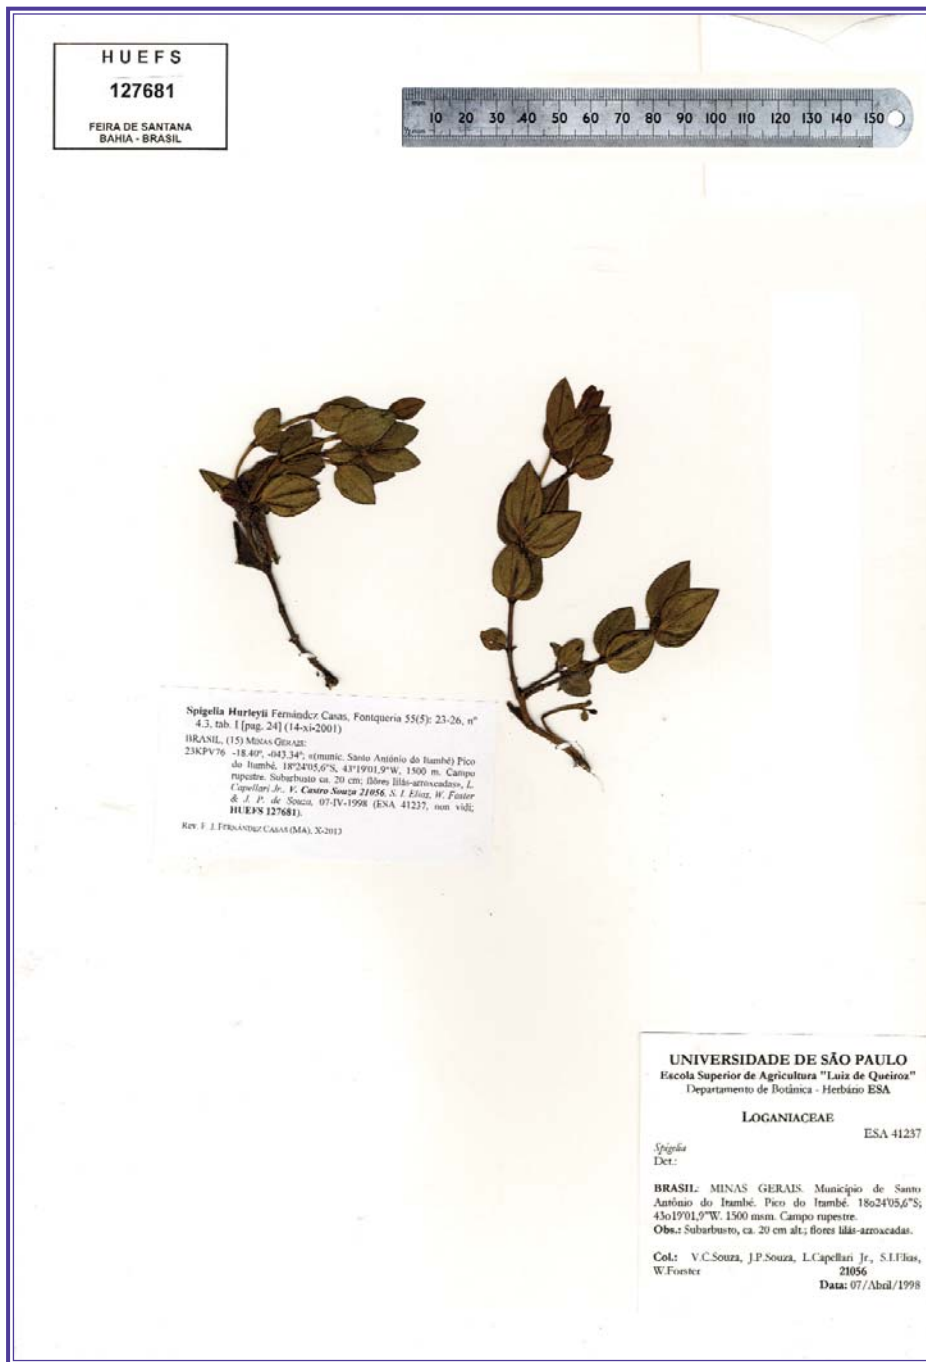 HUEFS
127681
FEIRA DE SANTANA
BAHIA - BRASIL
mm
10 20 30 40 50 60 70 80 90 100 110 120 130 140 150
½mm
Spigelia Hurleyii Fernández Casas, Fontqueria 55(5): 23-26, nº
4.3, tab. I [pag. 24] (14-xi-2001)
BRASIL, (15) MINAS GERAIS:
23KPV76 -18.40º, -043.34º; «(munic. Santo Antônio do Itambé) Pico
do Itambé, 18º24'05,6"S, 43º19'01,9"W, 1500 m. Campo
rupestre. Subarbusto ca. 20 cm; flôres lilás-arroxeadas», L.
Capellari Jr., V. Castro Souza 21056, S. I. Elias, W. Faster
& J. P. de Souza, 07-IV-1998 (ESA 41237, non vidi;
HUEFS 127681).
Rev. F. J. FERNÁNDEZ CASAS (MA), X-2013
UNIVERSIDADE DE SÃO PAULO
Escola Superior de Agricultura "Luiz de Queiroz"
Departamento de Botânica - Herbário ESA
LOGANIACEAE
ESA 41237
Spigelia
Det.:
BRASIL: MINAS GERAIS. Município de Santo
Antônio do Itambé. Pico do Itambé. 18o24'05,6"S;
43o19'01,9"W. 1500 msm. Campo rupestre.
Obs.: Subarbusto, ca. 20 cm alt.; flores lilás-arroxeadas.
Col.: V.C.Souza, J.P.Souza, L.Capellari Jr., S.I.Elias,
W.Forster 21056
Data: 07/Abril/1998